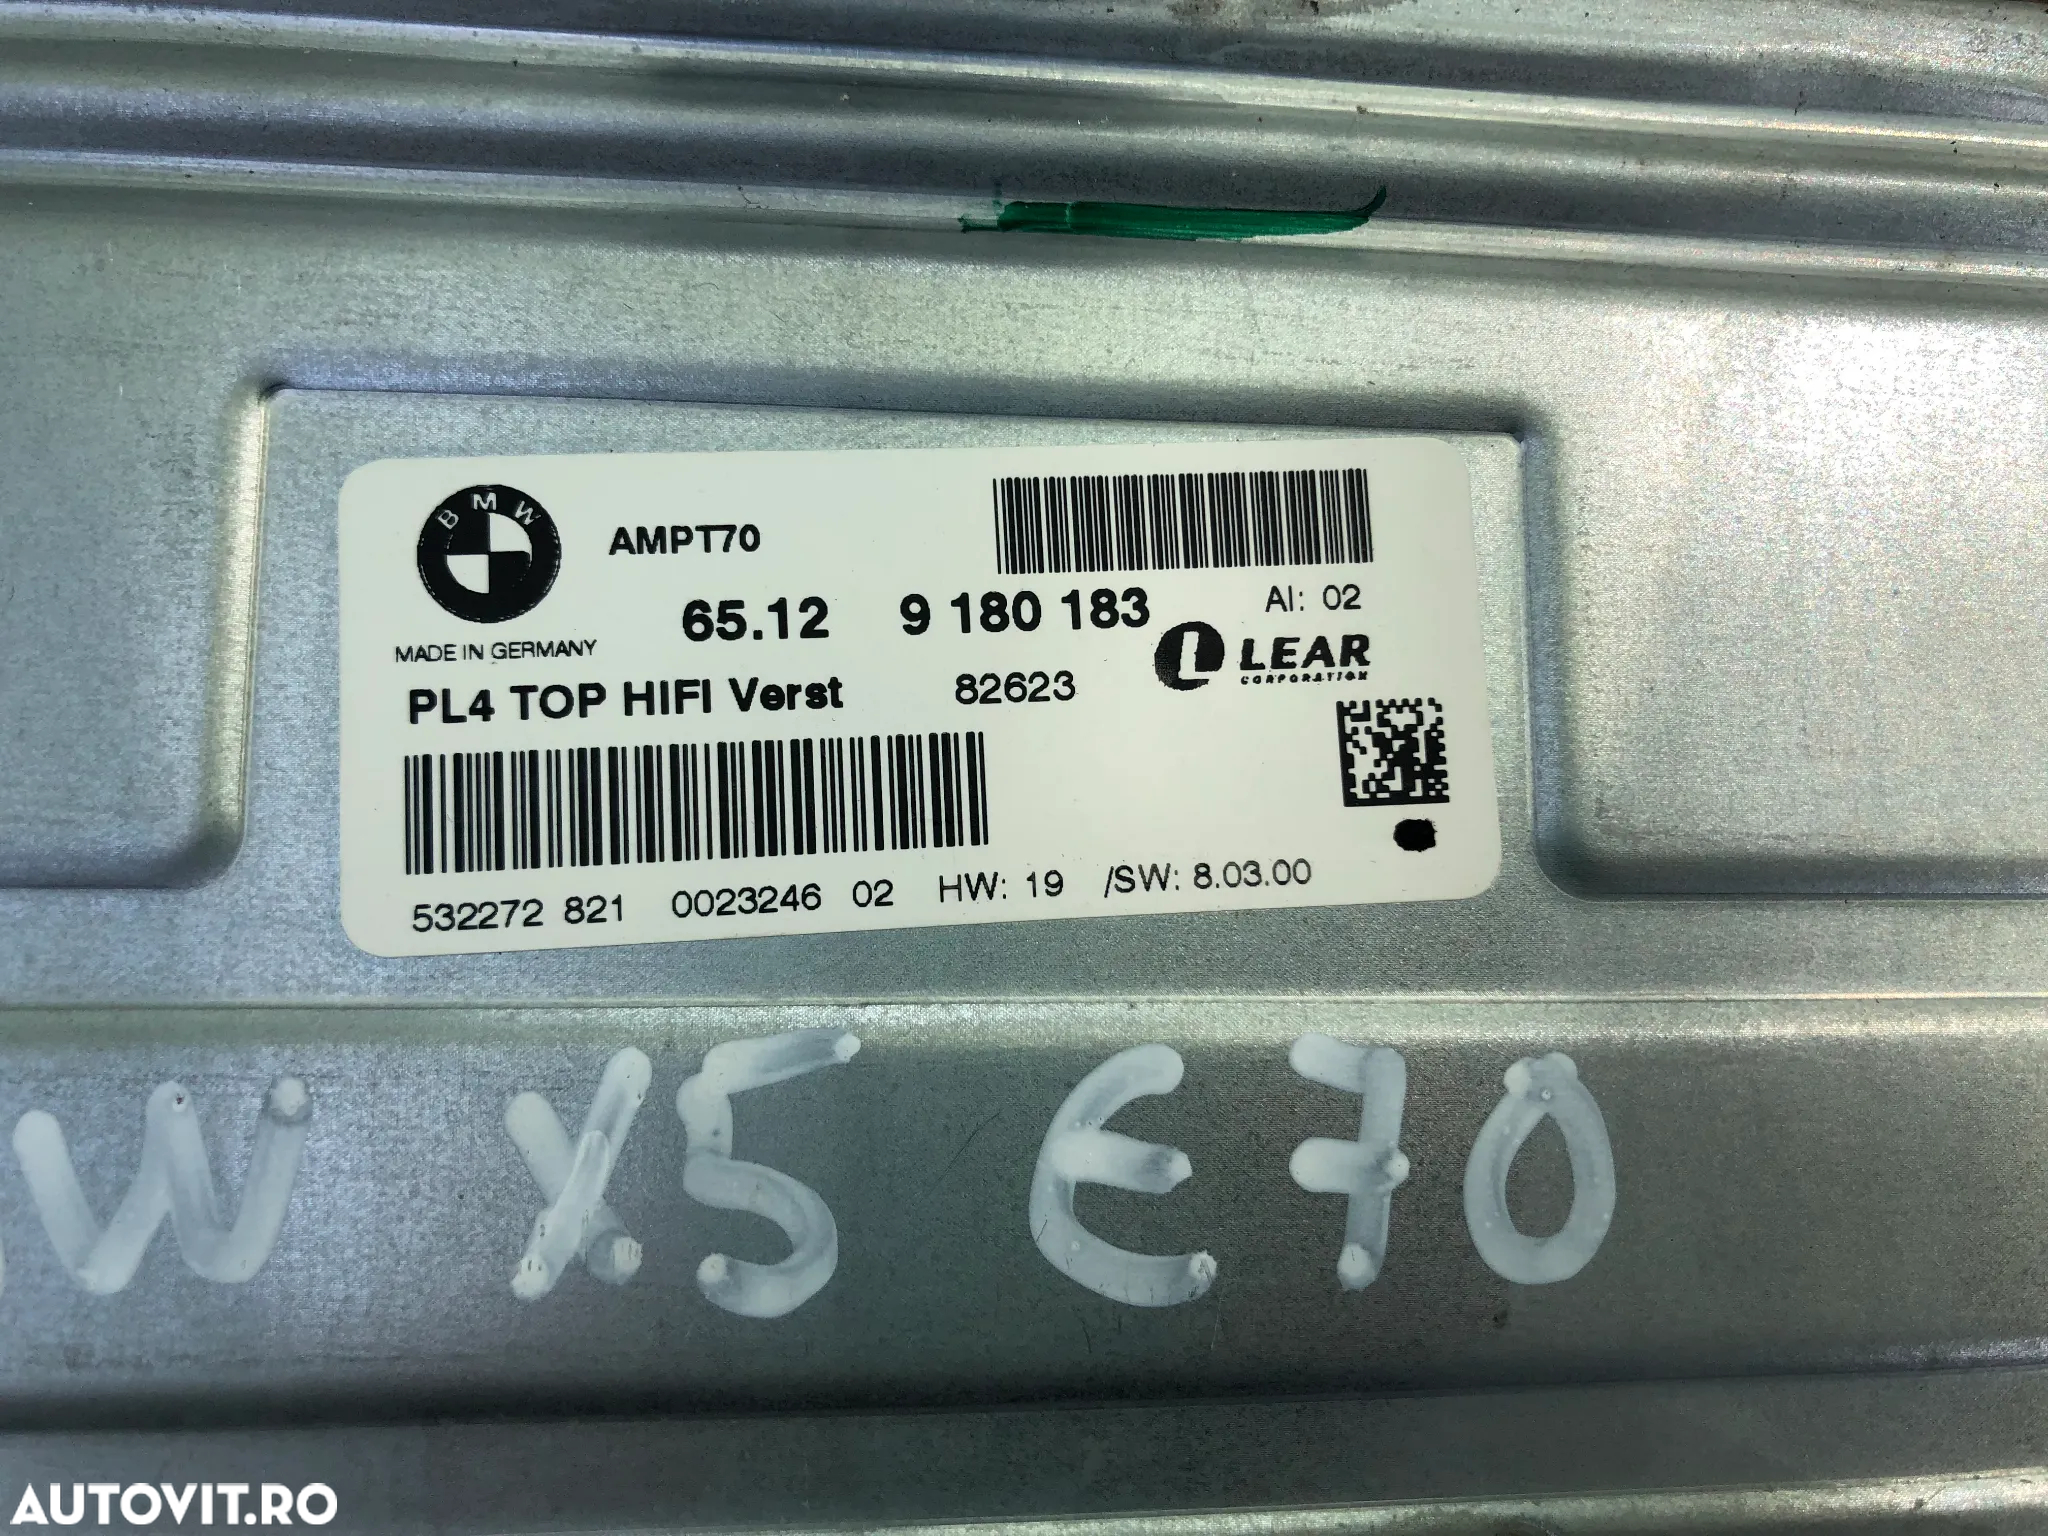 BMW
AMPT70
65.12 9 180 183
AI: 02
MADE IN GERMANY
LEAR
CORPORATION
PL4 TOP HIFI Verst 82623
532272 821 0023246 02 HW: 19 /SW: 8.03.00
W X5 E70
AUTOVIT.RO